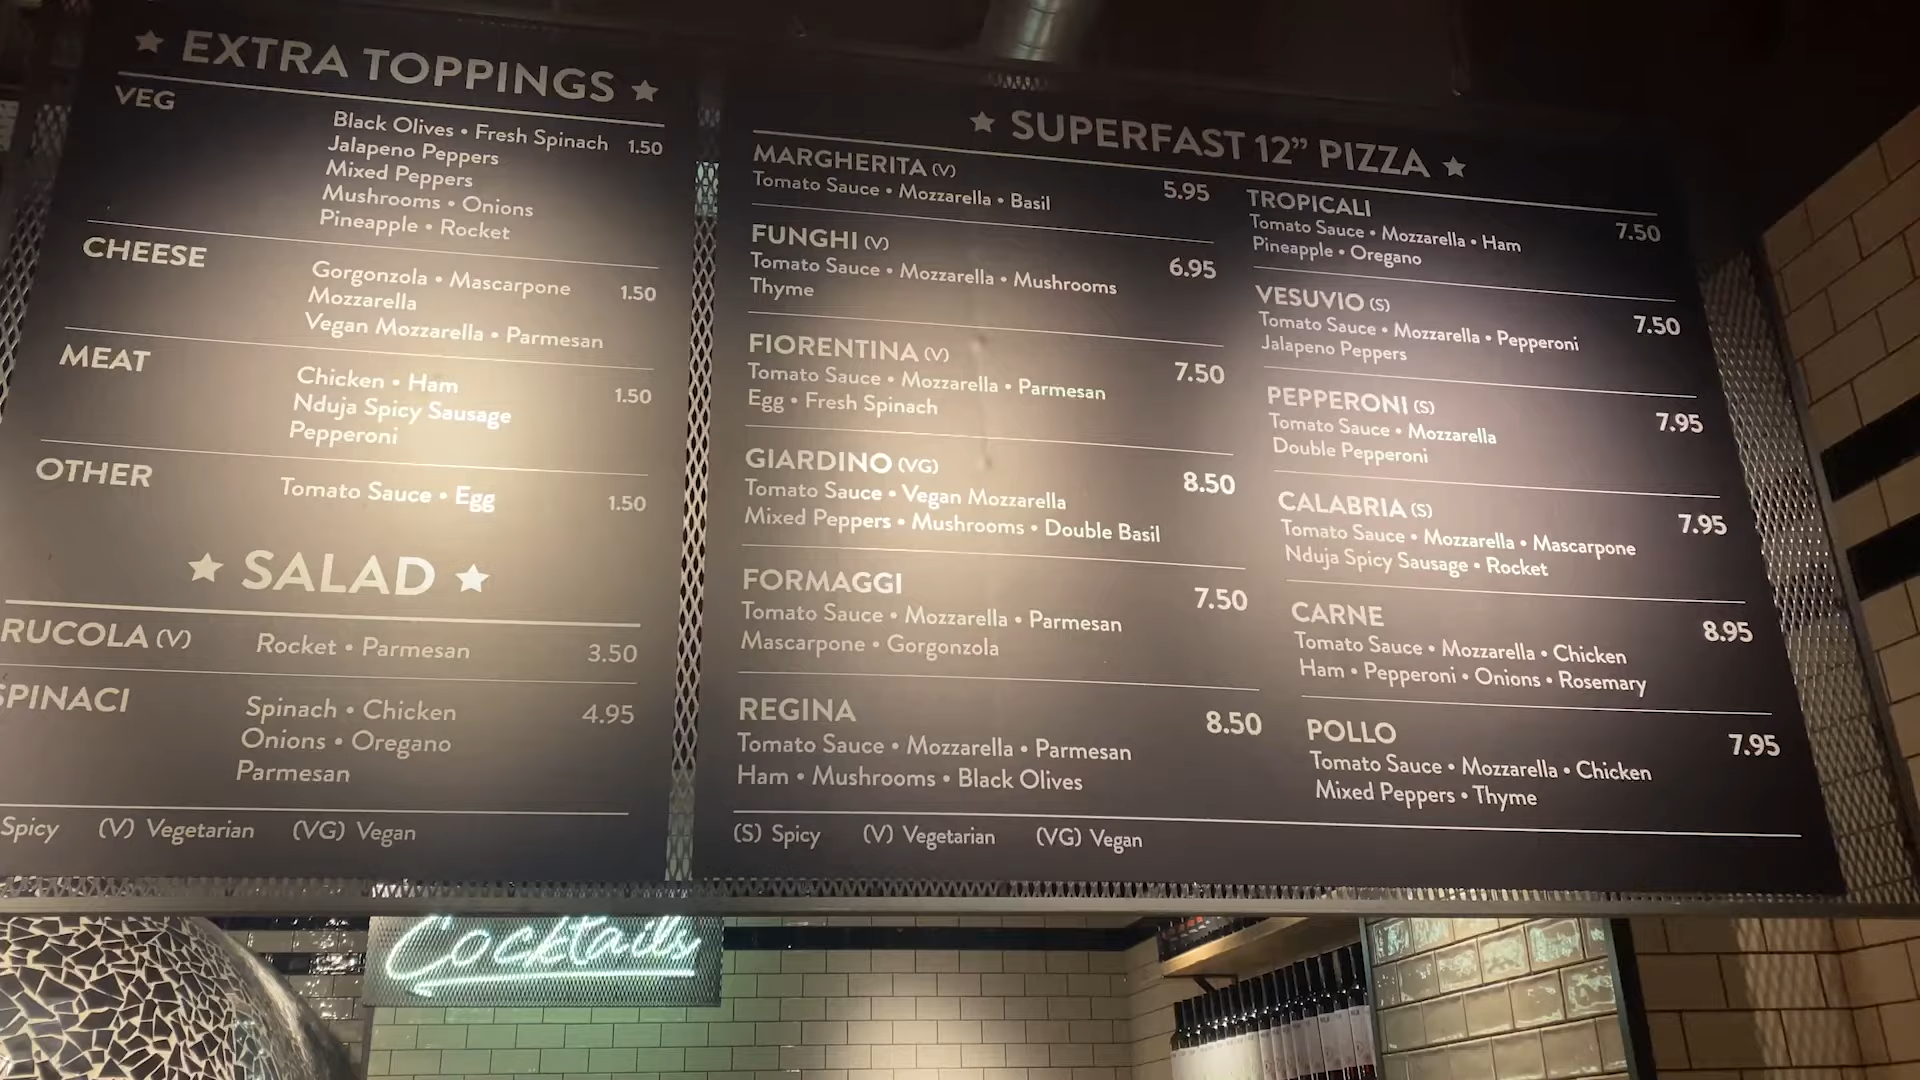 EXTRA TOPPINGS
VEG
Black Olives • Fresh Spinach 1.50
Jalapeno Peppers
Mixed Peppers
Mushrooms • Onions
Pineapple • Rocket
CHEESE
Gorgonzola • Mascarpone 1.50
Mozzarella
Vegan Mozzarella • Parmesan
MEAT
Chicken • Ham 1.50
Nduja Spicy Sausage
Pepperoni
OTHER
Tomato Sauce • Egg 1.50
SALAD
RUCOLA (V) Rocket • Parmesan 3.50
SPINACI Spinach • Chicken 4.95
Onions • Oregano
Parmesan
Spicy (V) Vegetarian (VG) Vegan
SUPERFAST 12” PIZZA
MARGHERITA (V)
Tomato Sauce • Mozzarella • Basil 5.95
FUNGHI (V)
Tomato Sauce • Mozzarella • Mushrooms 6.95
Thyme
FIORENTINA (V)
Tomato Sauce • Mozzarella • Parmesan 7.50
Egg • Fresh Spinach
GIARDINO (VG) 8.50
Tomato Sauce • Vegan Mozzarella
Mixed Peppers • Mushrooms • Double Basil
FORMAGGI 7.50
Tomato Sauce • Mozzarella • Parmesan
Mascarpone • Gorgonzola
REGINA 8.50
Tomato Sauce • Mozzarella • Parmesan
Ham • Mushrooms • Black Olives
TROPICALI 7.50
Tomato Sauce • Mozzarella • Ham
Pineapple • Oregano
VESUVIO (S) 7.50
Tomato Sauce • Mozzarella • Pepperoni
Jalapeno Peppers
PEPPERONI (S) 7.95
Tomato Sauce • Mozzarella
Double Pepperoni
CALABRIA (S) 7.95
Tomato Sauce • Mozzarella • Mascarpone
Nduja Spicy Sausage • Rocket
CARNE 8.95
Tomato Sauce • Mozzarella • Chicken
Ham • Pepperoni • Onions • Rosemary
POLLO 7.95
Tomato Sauce • Mozzarella • Chicken
Mixed Peppers • Thyme
(S) Spicy (V) Vegetarian (VG) Vegan
Cocktails